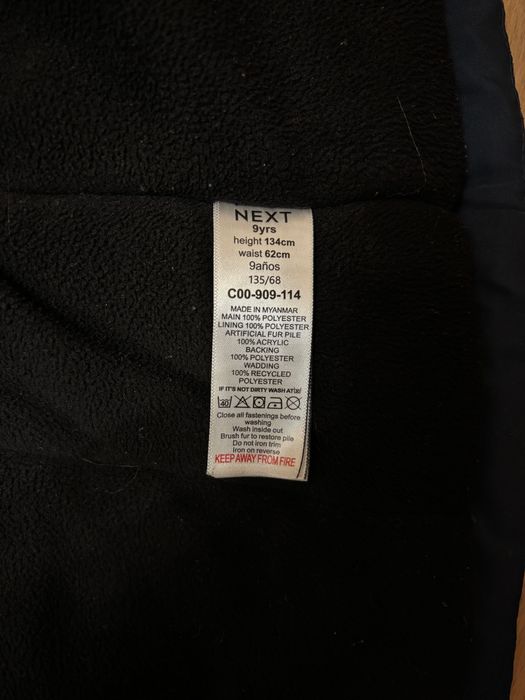 NEXT
9yrs
height 134cm
waist 62cm
9años
135/68
C00-909-114
MADE IN MYANMAR
MAIN 100% POLYESTER
LINING 100% POLYESTER
ARTIFICIAL FUR PILE
100% ACRYLIC
BACKING
100% POLYESTER
WADDING
100% RECYCLED
POLYESTER
IF IT'S NOT DIRTY WASH AT 30
40
Close all fastenings before
washing
Wash inside out
Brush fur to restore pile
Do not iron trim
Iron on reverse
KEEP AWAY FROM FIRE